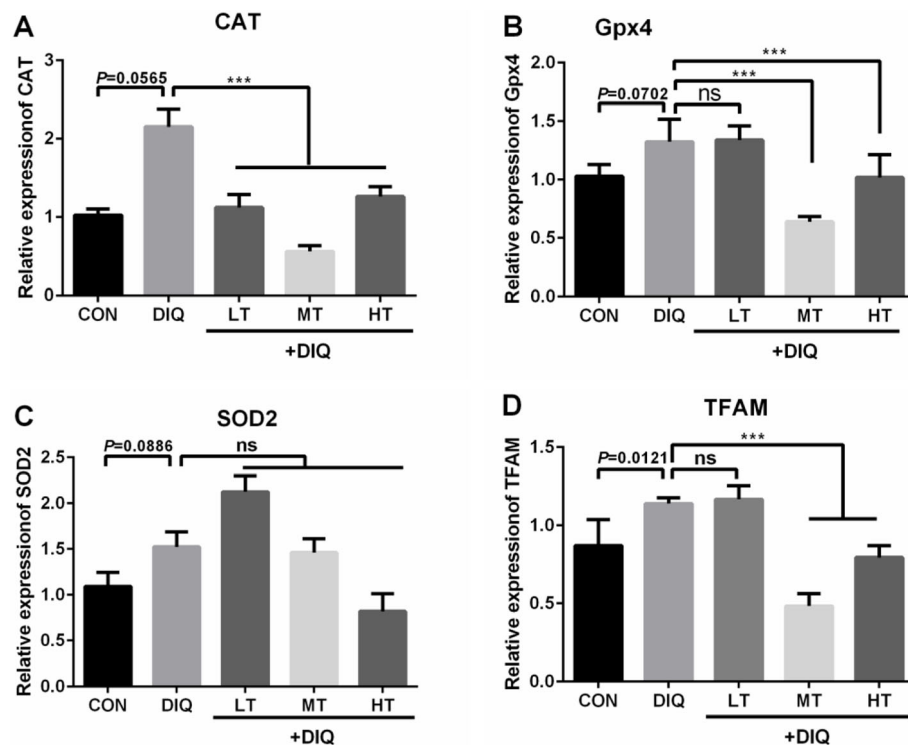 A
CAT
Relative expressionof CAT
3
2
1
0
P=0.0565
***
CON DIQ LT MT HT
+DIQ
B
Gpx4
Relative expressionof Gpx4
2.0
1.5
1.0
0.5
0.0
P=0.0702
ns
***
***
CON DIQ LT MT HT
+DIQ
C
SOD2
Relative expressionof SOD2
2.5
2.0
1.5
1.0
0.5
0.0
P=0.0886
ns
CON DIQ LT MT HT
+DIQ
D
TFAM
Relative expressionof TFAM
1.5
1.0
0.5
0.0
P=0.0121
ns
***
CON DIQ LT MT HT
+DIQ